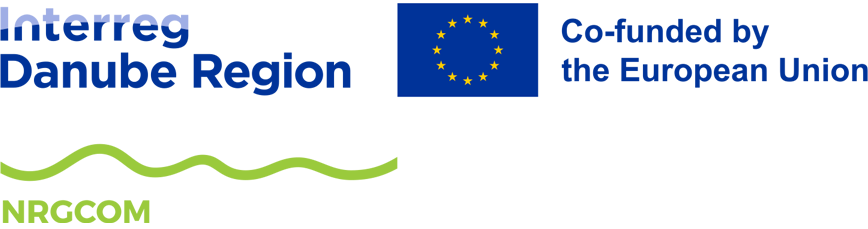 Interreg
Danube Region
Co-funded by
the European Union
NRGCOM